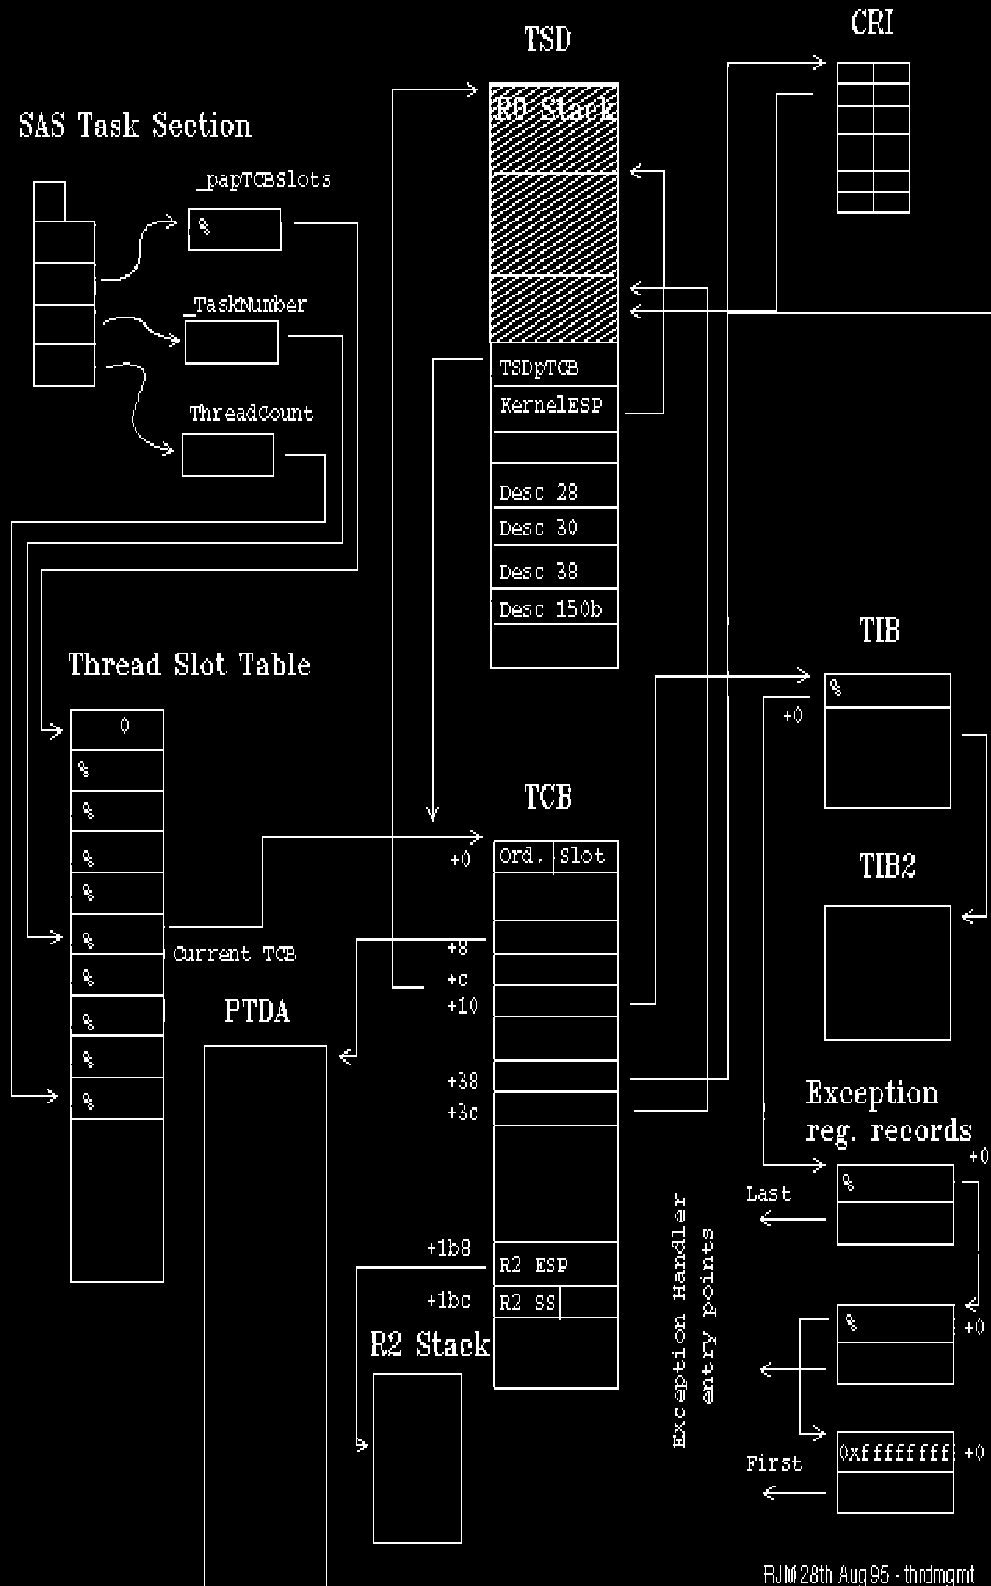 TSD
CRI
R0 Stack
SAS Task Section
_papTCBSlots
%
_TaskNumber
ThreadCount
TSDpTCB
KernelESP
Desc 28
Desc 30
Desc 38
Desc 150b
TIB
%
+0
Thread Slot Table
0
%
%
%
%
%
%
%
%
%
Current TCB
TCB
+0
Ord. Slot
+8
+c
+10
+38
+3c
+1b8
R2 ESP
+1bc
R2 SS
TIB2
PTDA
R2 Stack
Exception
reg. records
+0
%
Last
%
+0
0xffffffff
+0
First
Exception Handler
entry points
RJM 28th Aug 95 - thrdmgmt